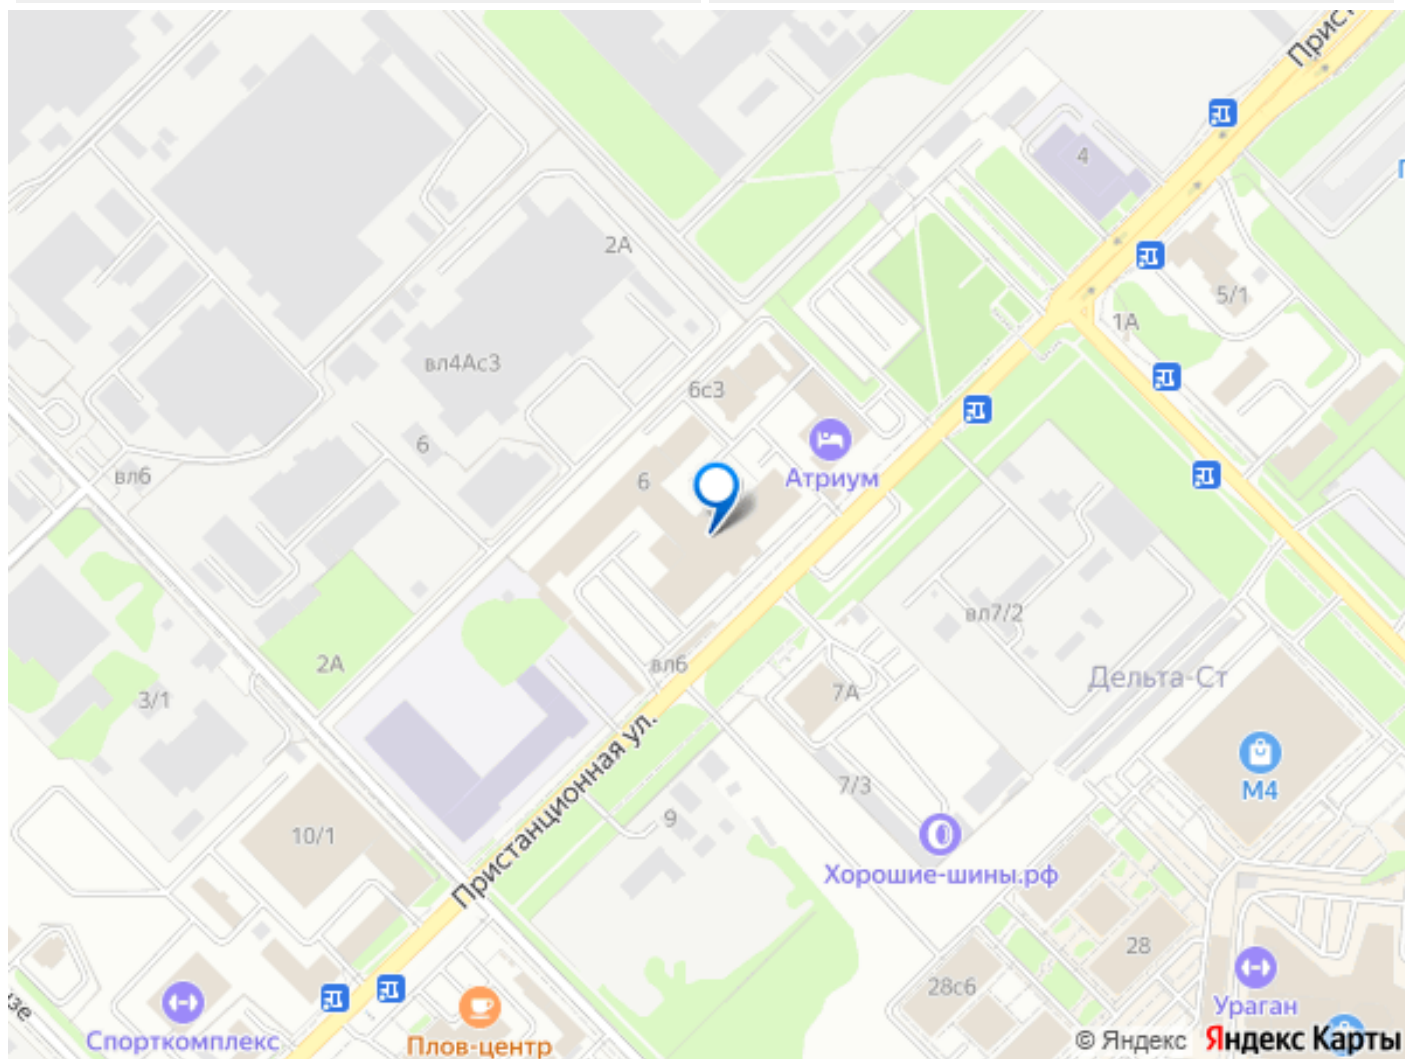 Прист
4
2А
5/1
1А
вл4Ас3
6с3
6
вл6
6
Атриум
вл7/2
2А
вл6
Дельта-Ст
3/1
7А
Пристанционная ул.
7/3
М4
9
10/1
Хорошие-шины.рф
28
28с6
Ураган
Спорткомплекс
Плов-центр
© Яндекс
Яндекс Карты